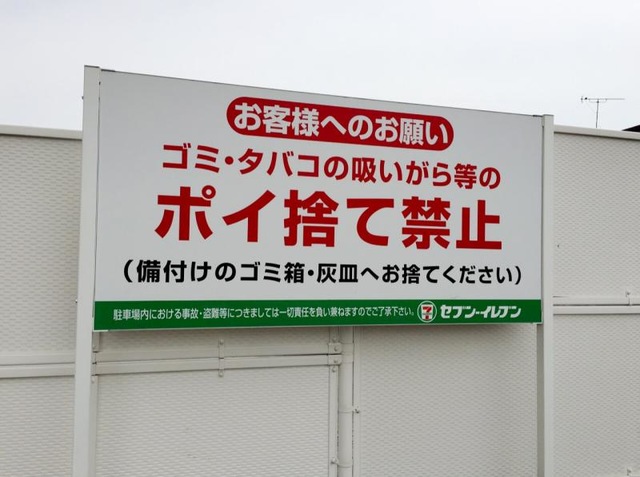 お客様へのお願い
ゴミ・タバコの吸いがら等の
ポイ捨て禁止
(備付けのゴミ箱・灰皿へお捨てください)
駐車場内における事故・盗難等につきましては一切責任を負い兼ねますのでご了承下さい。 セブン-イレブン